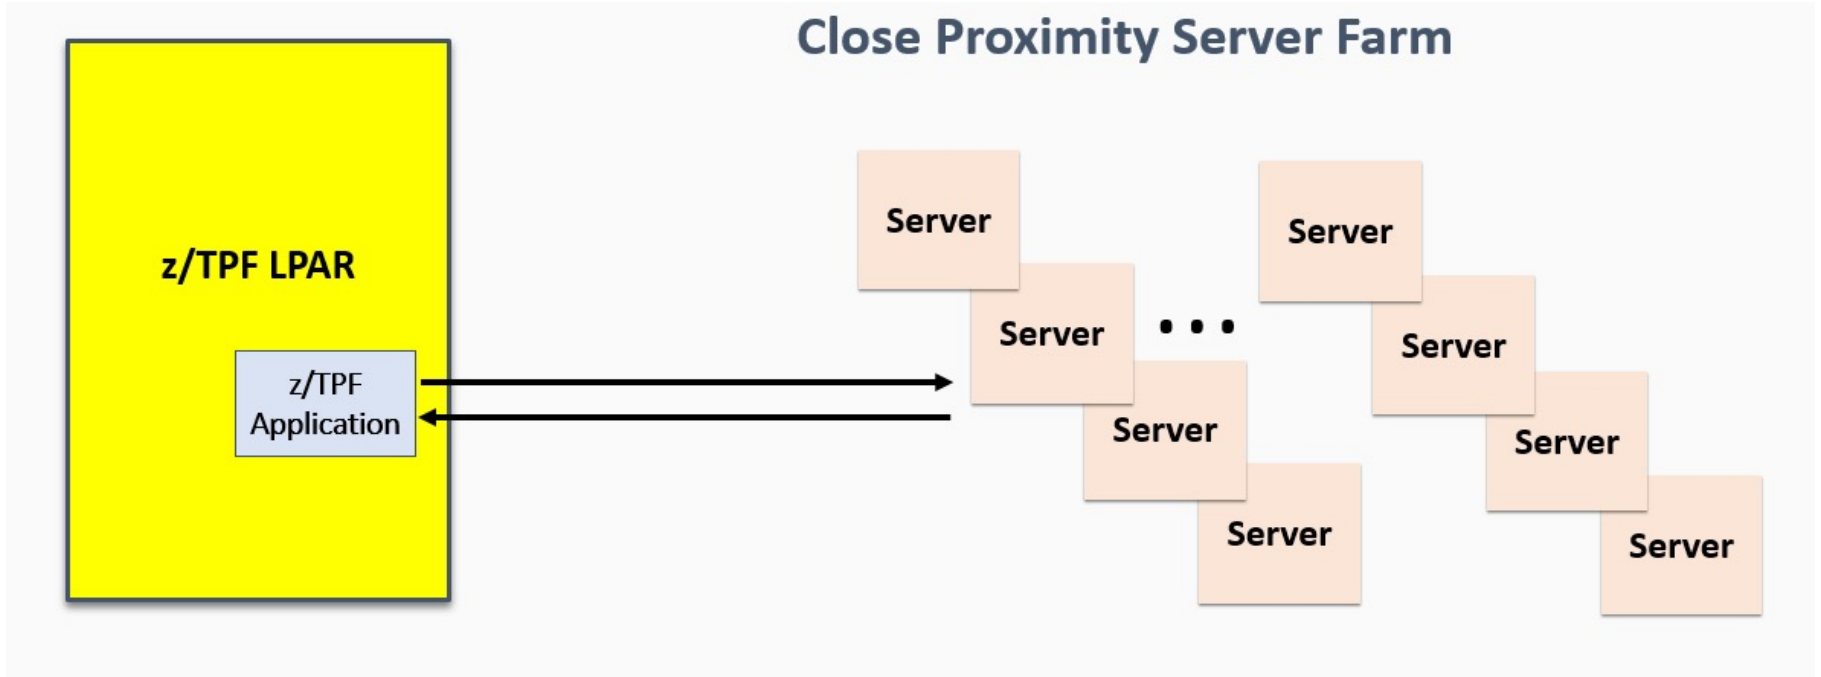 Close Proximity Server Farm
z/TPF LPAR
z/TPF
Application
Server
Server
Server
Server
...
Server
Server
Server
Server